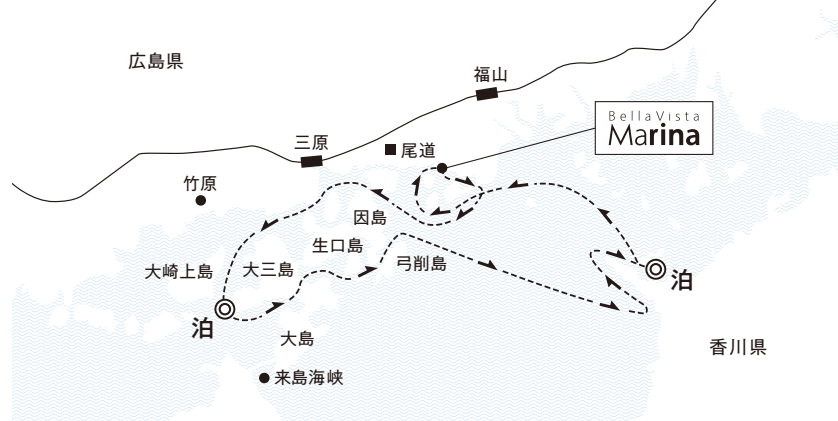 広島県
福山
BellaVista
Marina
三原
尾道
竹原
因島
生口島
大崎上島
大三島
弓削島
泊
泊
大島
香川県
来島海峡